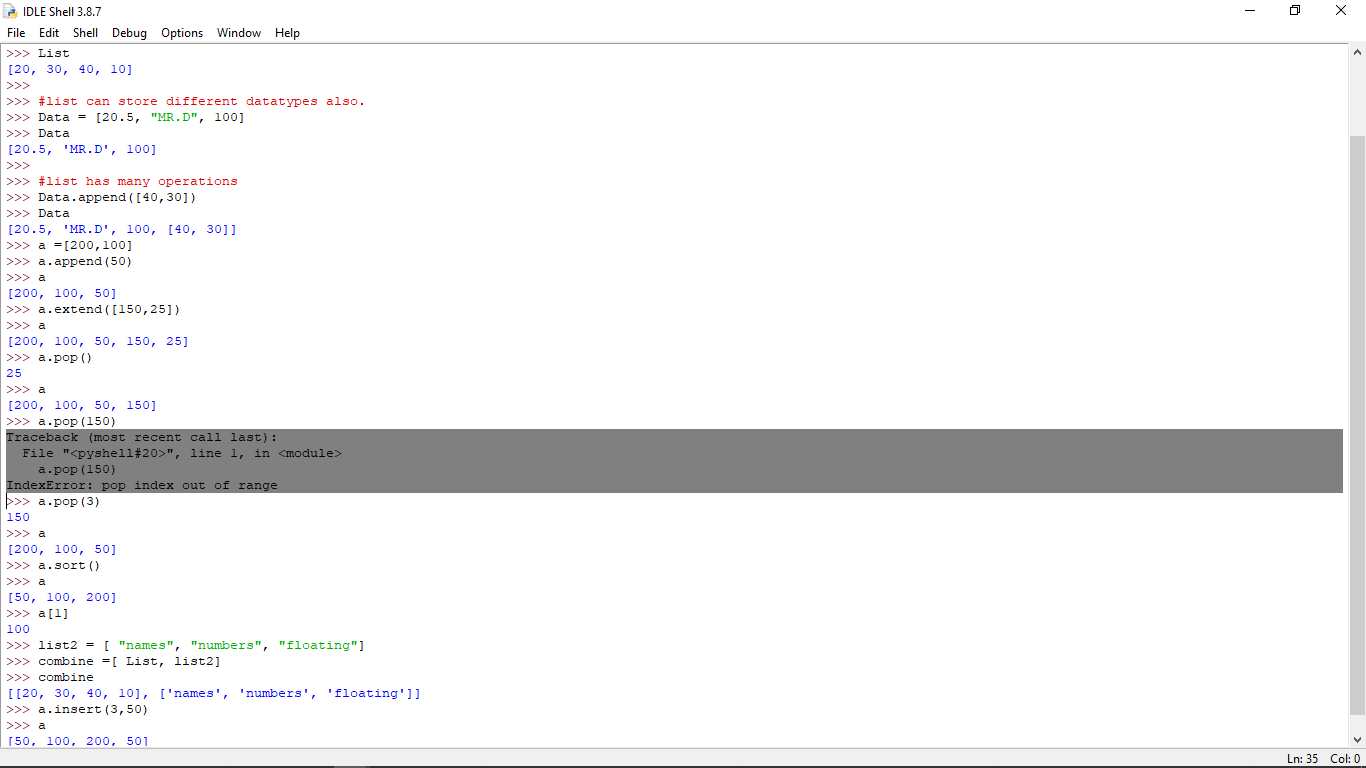 IDLE Shell 3.8.7
File Edit Shell Debug Options Window Help
>>> List
[20, 30, 40, 10]
>>>
>>> #list can store different datatypes also.
>>> Data = [20.5, "MR.D", 100]
>>> Data
[20.5, 'MR.D', 100]
>>>
>>> #list has many operations
>>> Data.append([40,30])
>>> Data
[20.5, 'MR.D', 100, [40, 30]]
>>> a =[200,100]
>>> a.append(50)
>>> a
[200, 100, 50]
>>> a.extend([150,25])
>>> a
[200, 100, 50, 150, 25]
>>> a.pop()
25
>>> a
[200, 100, 50, 150]
>>> a.pop(150)
Traceback (most recent call last):
  File "<pyshell#20>", line 1, in <module>
    a.pop(150)
IndexError: pop index out of range
>>> a.pop(3)
150
>>> a
[200, 100, 50]
>>> a.sort()
>>> a
[50, 100, 200]
>>> a[1]
100
>>> list2 = [ "names", "numbers", "floating"]
>>> combine =[ List, list2]
>>> combine
[[20, 30, 40, 10], ['names', 'numbers', 'floating']]
>>> a.insert(3,50)
>>> a
[50, 100, 200, 50]
Ln: 35 Col: 0